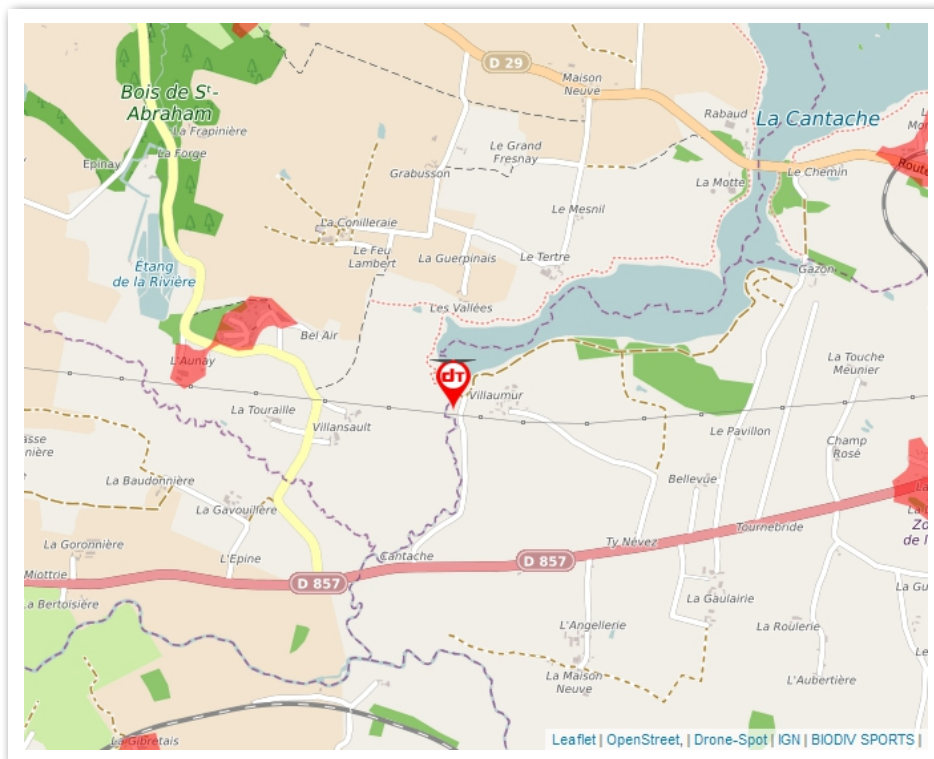 D 29
Maison
Neuve
Bois de Sᵗ-
Abraham
La Frapinière
La Forge
Epinay
Rabaud
La Cantache
Le Grand
Fresnay
Grabusson
Le Chemin
Route
La Motte
Le Mesnil
La Conilleraie
Le Feu
Lambert
La Guerpinais
Le Tertre
Étang
de la Rivière
Gazon
Les Vallées
Bel Air
L'Aunay
La Touche
Meunier
dT
Villaumur
La Touraille
Villansault
Le Pavillon
Champ
Rosé
La Baudonnière
Bellevue
La Gavouillère
Tournebride
La Goronnière
L'Epine
Cantache
Ty Névez
D 857
D 857
Miottrie
La Bertoisière
La Gaulairie
L'Angellerie
La Roulerie
La Maison
Neuve
L'Aubertière
La Gibretais
Leaflet | OpenStreet, | Drone-Spot | IGN | BIODIV SPORTS |